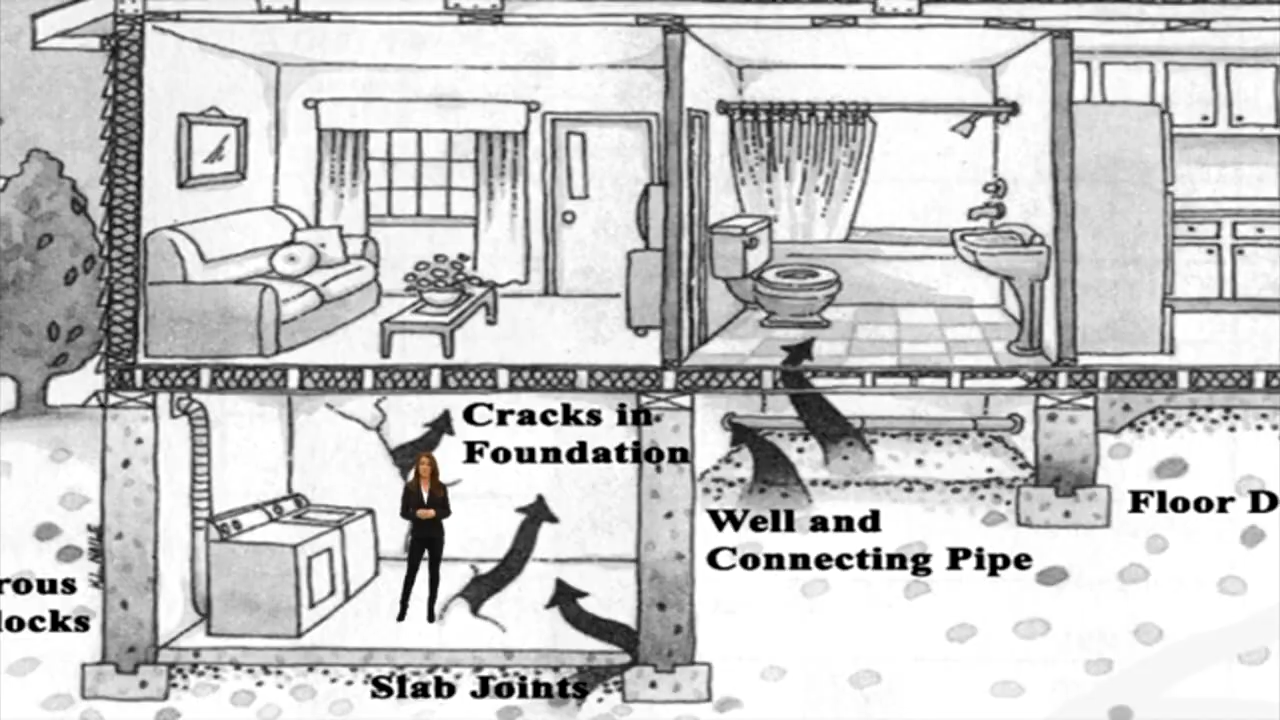 Cracks in
Foundation
Well and
Connecting Pipe
Floor D
rous
locks
Slab Joints